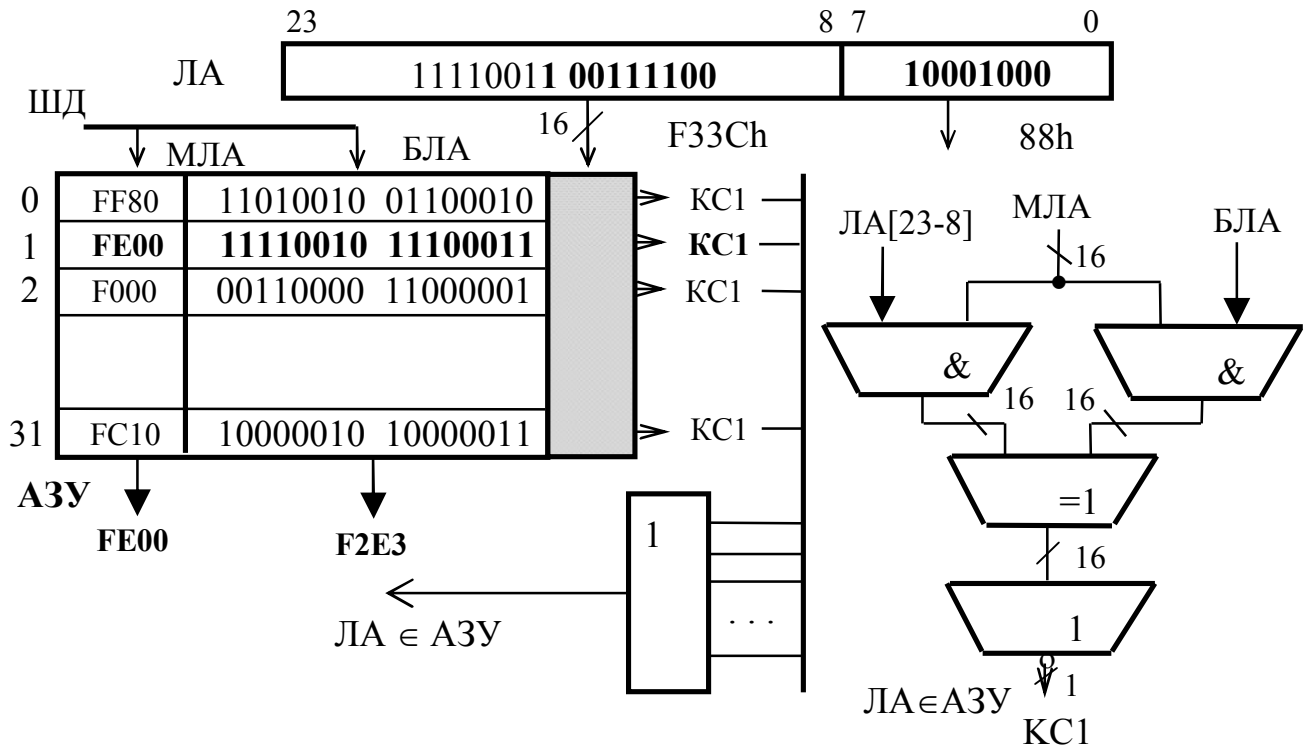 23 8 7 0
ЛА 11110011 00111100 10001000
ШД
16 F33Ch 88h
МЛА БЛА
0 FF80 11010010 01100010 КС1
1 FE00 11110010 11100011 КС1
2 F000 00110000 11000001 КС1
31 FC10 10000010 10000011 КС1
АЗУ
FE00 F2E3
1
. . .
ЛА ∈ АЗУ
ЛА[23-8] МЛА БЛА
16
& &
16 16
=1
16
1
1
ЛА∈АЗУ
КС1